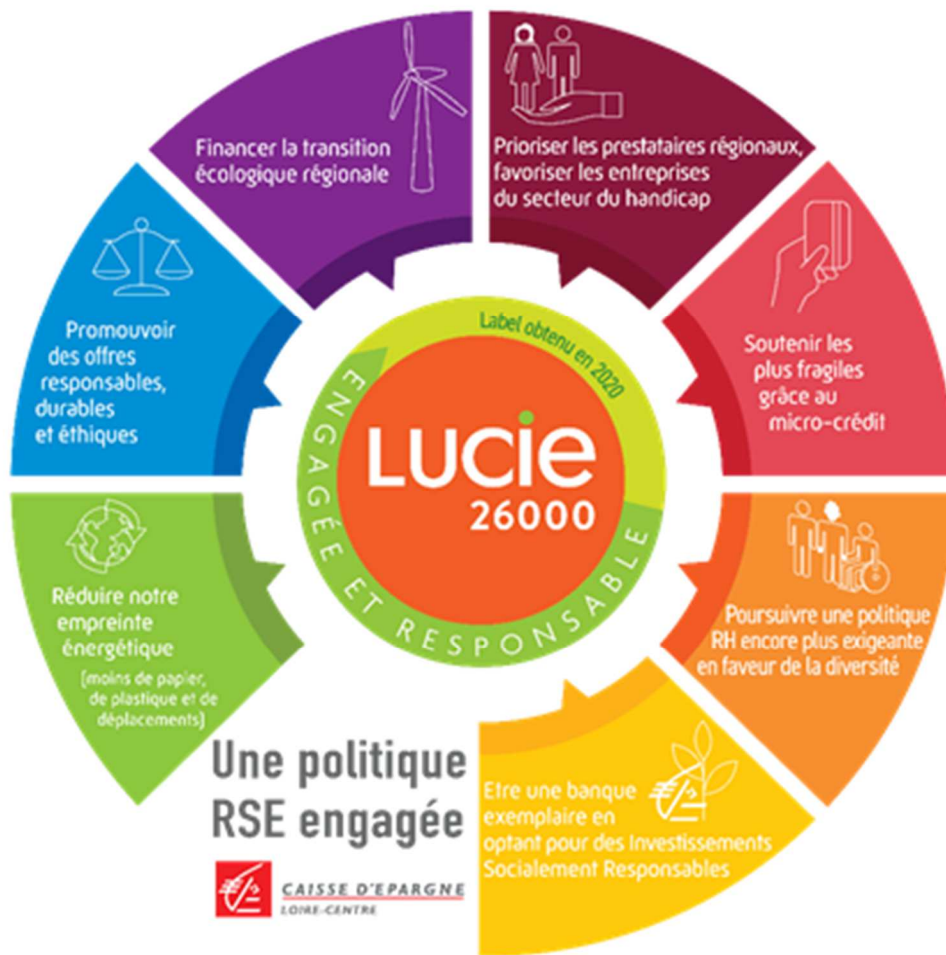 Financer la transition
écologique régionale
Prioriser les prestataires régionaux,
favoriser les entreprises
du secteur du handicap
Promouvoir
des offres
responsables,
durables
et éthiques
Soutenir les
plus fragiles
grâce au
micro-crédit
Label obtenu en 2020
LUCie
26000
ENGAGÉE ET RESPONSABLE
Réduire notre
empreinte
énergétique
(moins de papier,
de plastique et de
déplacements)
Poursuivre une politique
RH encore plus exigeante
en faveur de la diversité
Etre une banque
exemplaire en
optant pour des Investissements
Socialement Responsables
Une politique
RSE engagée
CAISSE D'EPARGNE
LOIRE-CENTRE